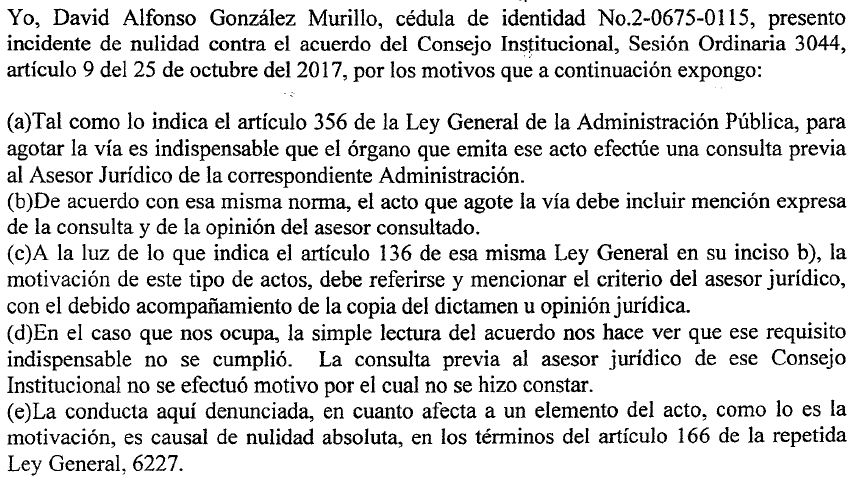 Yo, David Alfonso González Murillo, cédula de identidad No.2-0675-0115, presento
incidente de nulidad contra el acuerdo del Consejo Institucional, Sesión Ordinaria 3044,
artículo 9 del 25 de octubre del 2017, por los motivos que a continuación expongo:
(a)Tal como lo indica el artículo 356 de la Ley General de la Administración Pública, para
agotar la vía es indispensable que el órgano que emita ese acto efectúe una consulta previa
al Asesor Jurídico de la correspondiente Administración.
(b)De acuerdo con esa misma norma, el acto que agote la vía debe incluir mención expresa
de la consulta y de la opinión del asesor consultado.
(c)A la luz de lo que indica el artículo 136 de esa misma Ley General en su inciso b), la
motivación de este tipo de actos, debe referirse y mencionar el criterio del asesor jurídico,
con el debido acompañamiento de la copia del dictamen u opinión jurídica.
(d)En el caso que nos ocupa, la simple lectura del acuerdo nos hace ver que ese requisito
indispensable no se cumplió. La consulta previa al asesor jurídico de ese Consejo
Institucional no se efectuó motivo por el cual no se hizo constar.
(e)La conducta aquí denunciada, en cuanto afecta a un elemento del acto, como lo es la
motivación, es causal de nulidad absoluta, en los términos del artículo 166 de la repetida
Ley General, 6227.